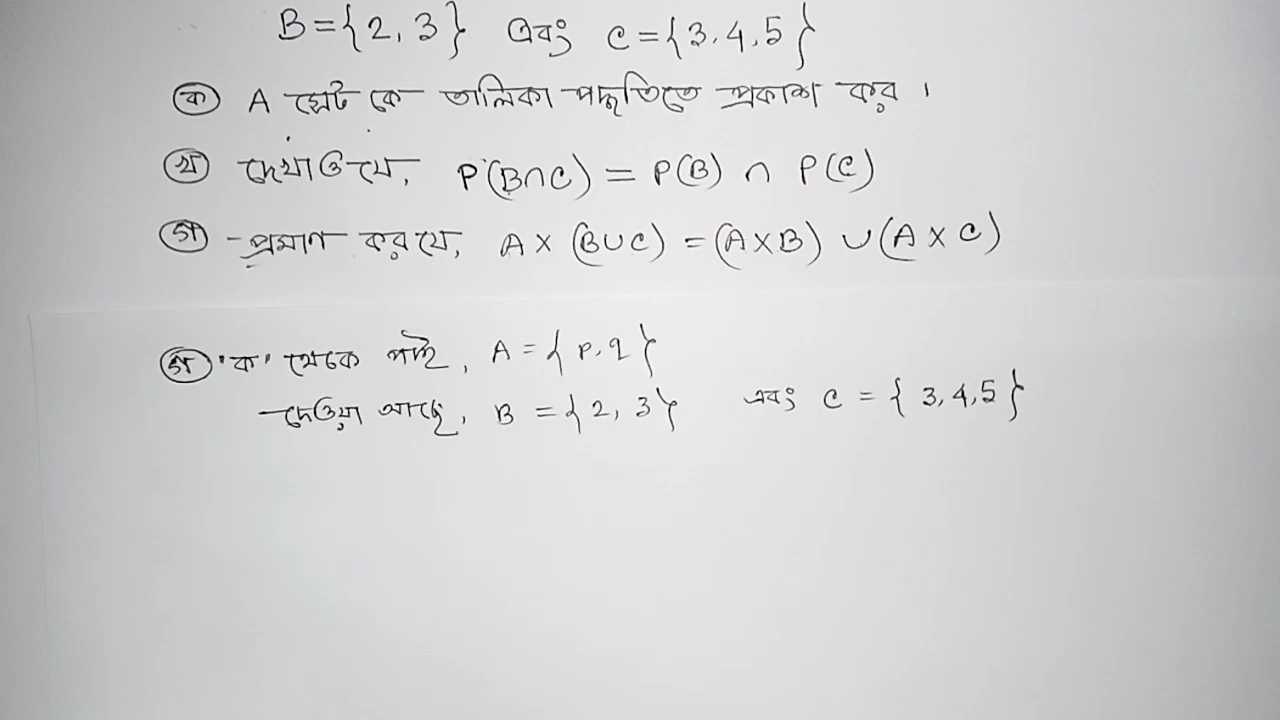 B = {2, 3} এবং C = {3, 4, 5}
ক A সেট কে তালিকা পদ্ধতিতে প্রকাশ কর ।
খ দেখাও যে, P(B∩C) = P(B) ∩ P(C)
গ প্রমাণ কর যে, A × (B∪C) = (A×B) ∪ (A × C)
গ 'ক' থেকে পাই, A = {p, q}
দেওয়া আছে, B = {2, 3} এবং C = {3, 4, 5}